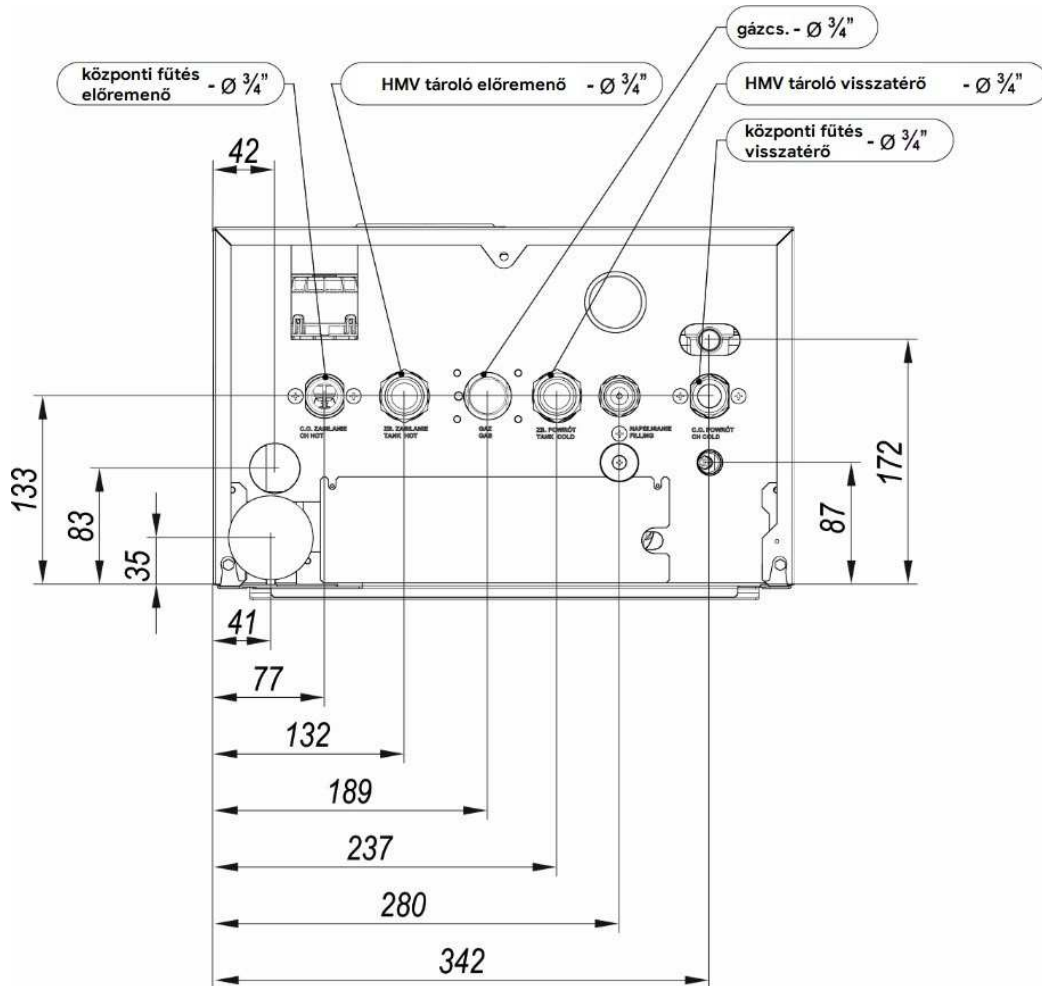 gázcs. - Ø ¾”
központi fűtés
előremenő - Ø ¾”
HMV tároló előremenő - Ø ¾”
HMV tároló visszatérő - Ø ¾”
központi fűtés
visszatérő - Ø ¾”
42
C.O. ZASILANIE
CH HOT
ZB. ZASILANIE
TANK HOT
GAZ
GAS
ZB. POWRÓT
TANK COLD
NAPEŁNIANIE
FILLING
C.O. POWRÓT
CH COLD
133
83
35
172
87
41
77
132
189
237
280
342